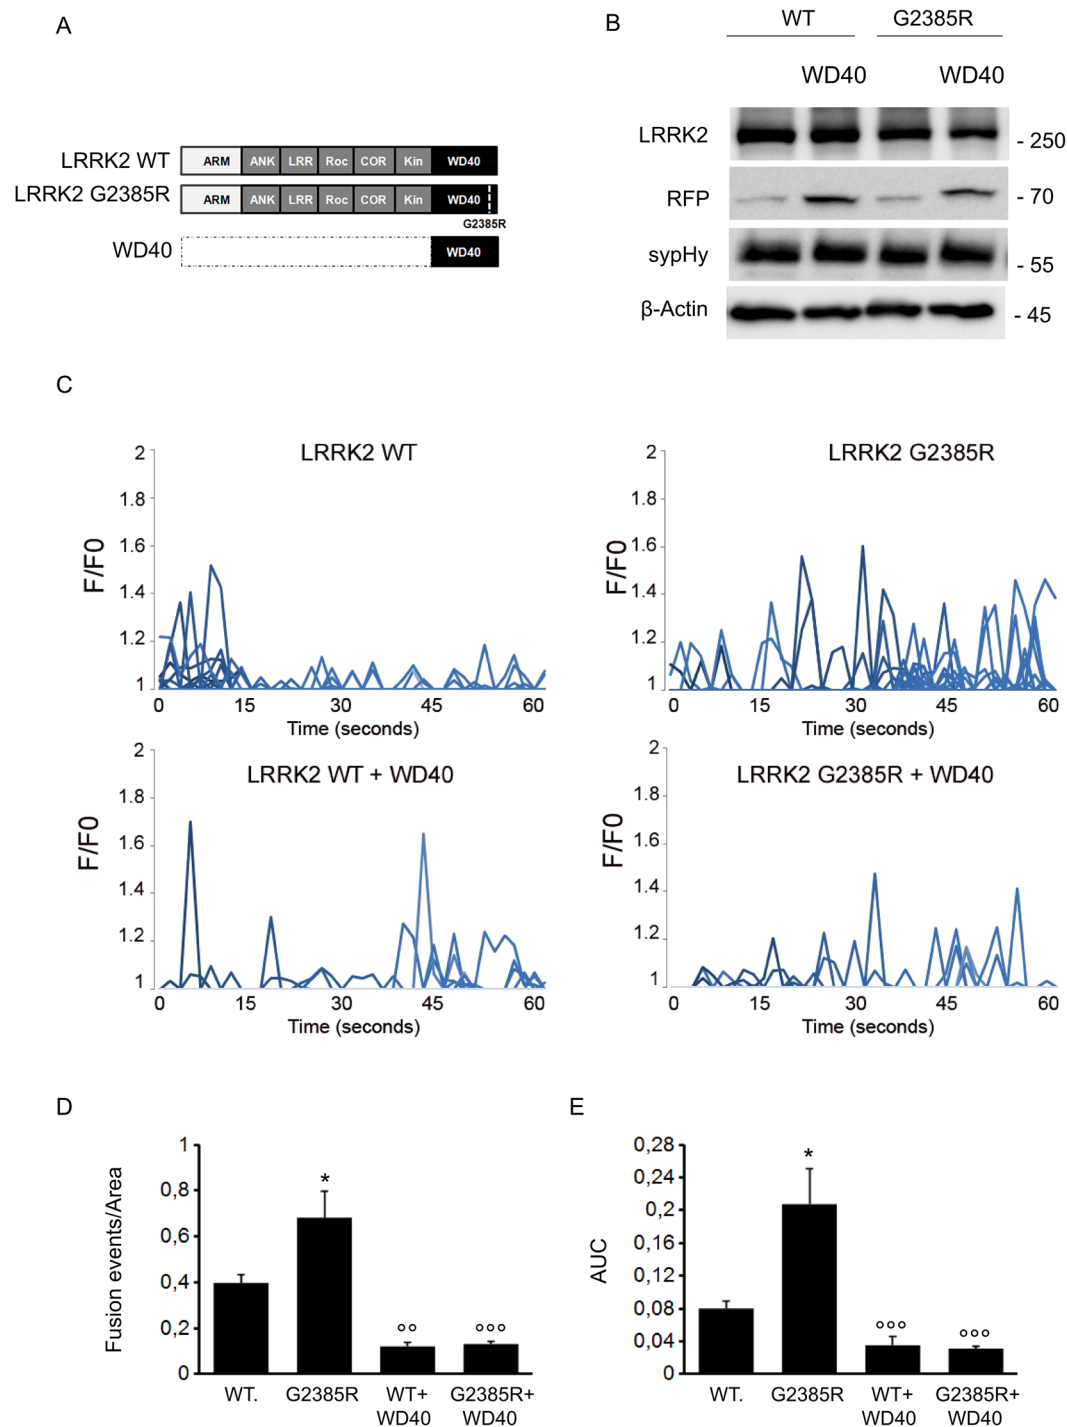 A
LRRK2 WT
ARM ANK LRR Roc COR Kin WD40
LRRK2 G2385R
ARM ANK LRR Roc COR Kin WD40
G2385R
WD40
WD40
B
WT G2385R
WD40 WD40
LRRK2 - 250
RFP - 70
sypHy - 55
β-Actin - 45
C
LRRK2 WT
F/F0
2
1.8
1.6
1.4
1.2
1
0 15 30 45 60
Time (seconds)
LRRK2 G2385R
F/F0
2
1.8
1.6
1.4
1.2
1
0 15 30 45 60
Time (seconds)
LRRK2 WT + WD40
F/F0
2
1.8
1.6
1.4
1.2
1
0 15 30 45 60
Time (seconds)
LRRK2 G2385R + WD40
F/F0
2
1.8
1.6
1.4
1.2
1
0 15 30 45 60
Time (seconds)
D
Fusion events/Area
1
0,8
0,6
0,4
0,2
0
*
°°
°°°
WT. G2385R WT+ G2385R+
WD40 WD40
E
AUC
0,28
0,24
0,2
0,16
0,12
0,08
0,04
0
*
°°°
°°°
WT. G2385R WT+ G2385R+
WD40 WD40